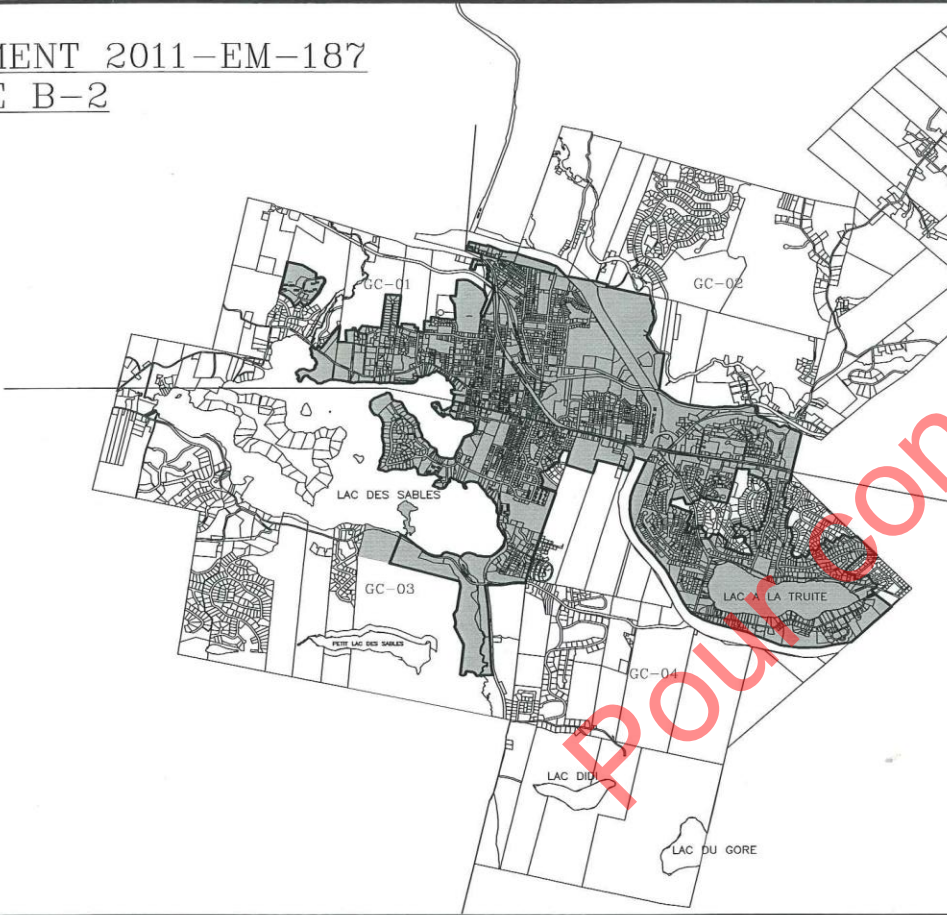 MENT 2011-EM-187
E B-2
GC-01
GC-02
LAC DES SABLES
GC-03
LAC A LA TRUITE
PETIT LAC DES SABLES
GC-04
LAC DIDI
LAC DU GORE
Pour con